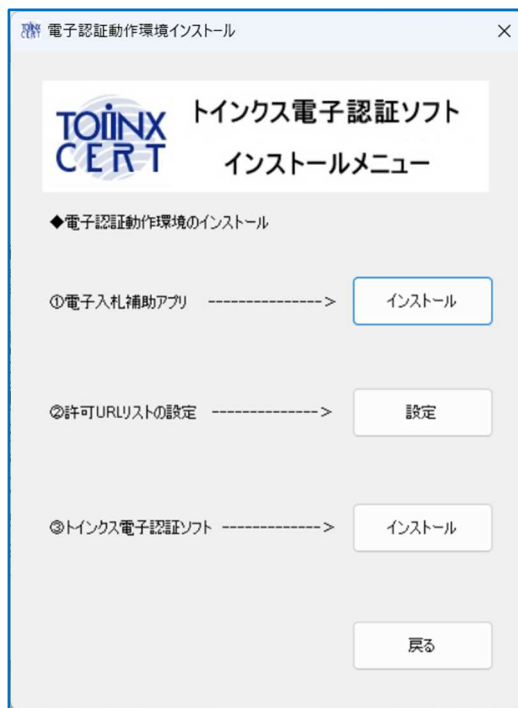 電子認証動作環境インストール
TOiNX
CERT
トインクス電子認証ソフト
インストールメニュー
◆電子認証動作環境のインストール
①電子入札補助アプリ ---------------> インストール
②許可URLリストの設定 --------------> 設定
③トインクス電子認証ソフト -------------> インストール
戻る